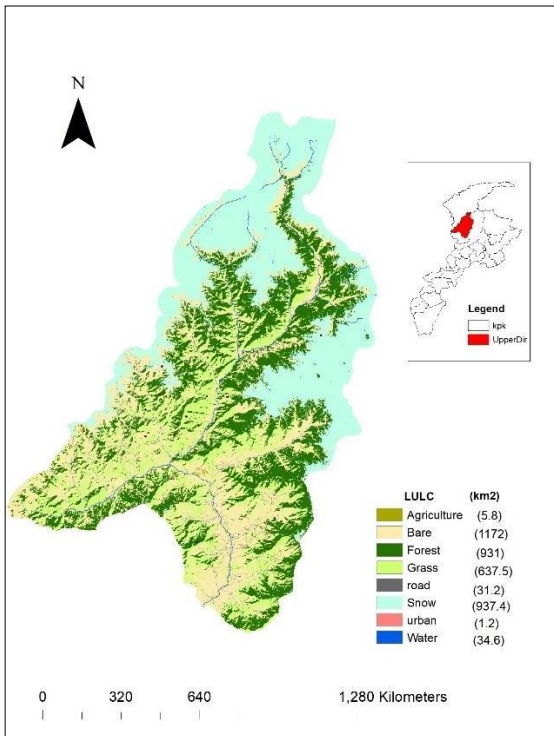 N
Legend
kpk
UpperDir
LULC (km2)
Agriculture (5.8)
Bare (1172)
Forest (931)
Grass (637.5)
road (31.2)
Snow (937.4)
urban (1.2)
Water (34.6)
0 320 640 1,280 Kilometers